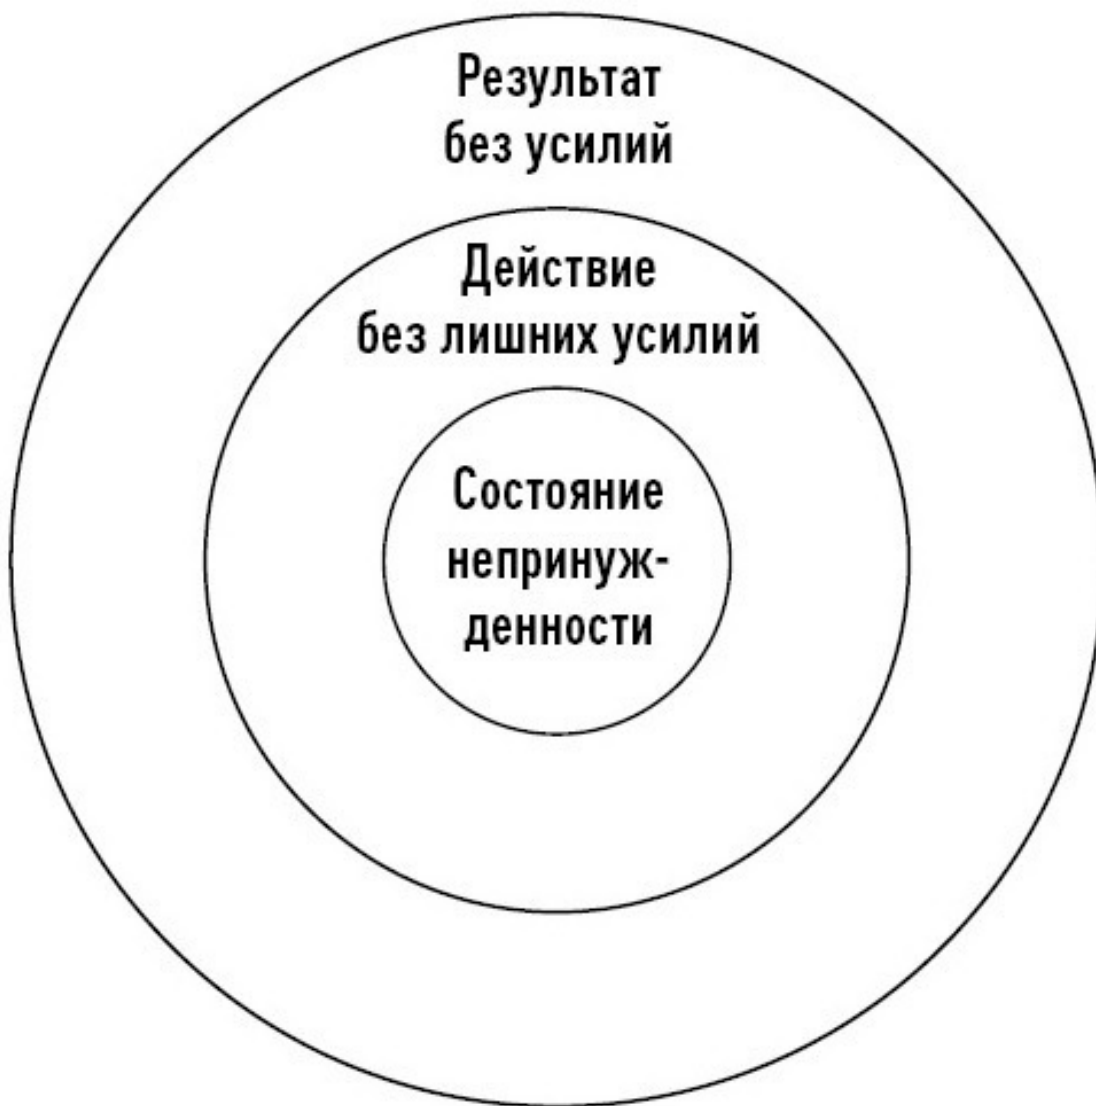 Результат
без усилий
Действие
без лишних усилий
Состояние
непринуж-
денности